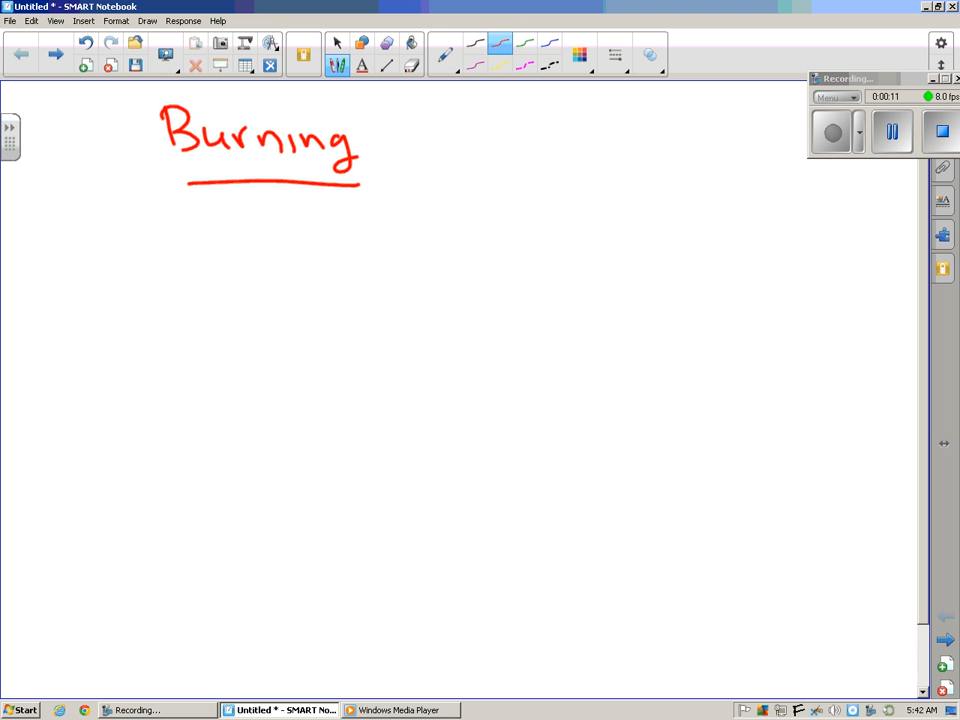 Untitled * - SMART Notebook
File Edit View Insert Format Draw Response Help
Recording...
Menu 0:00:11 8.0 fps
Burning
Start Recording... Untitled * - SMART No... Windows Media Player 5:42 AM